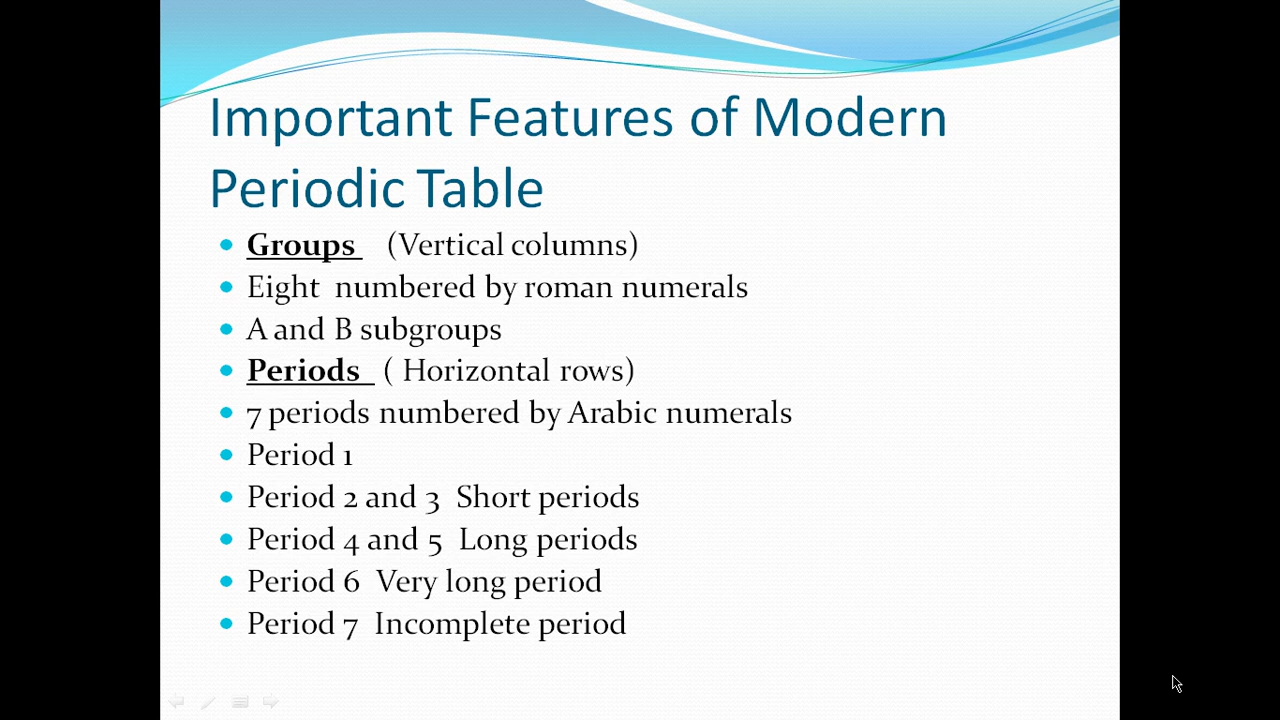 Important Features of Modern
Periodic Table
Groups (Vertical columns)
Eight numbered by roman numerals
A and B subgroups
Periods ( Horizontal rows)
7 periods numbered by Arabic numerals
Period 1
Period 2 and 3 Short periods
Period 4 and 5 Long periods
Period 6 Very long period
Period 7 Incomplete period